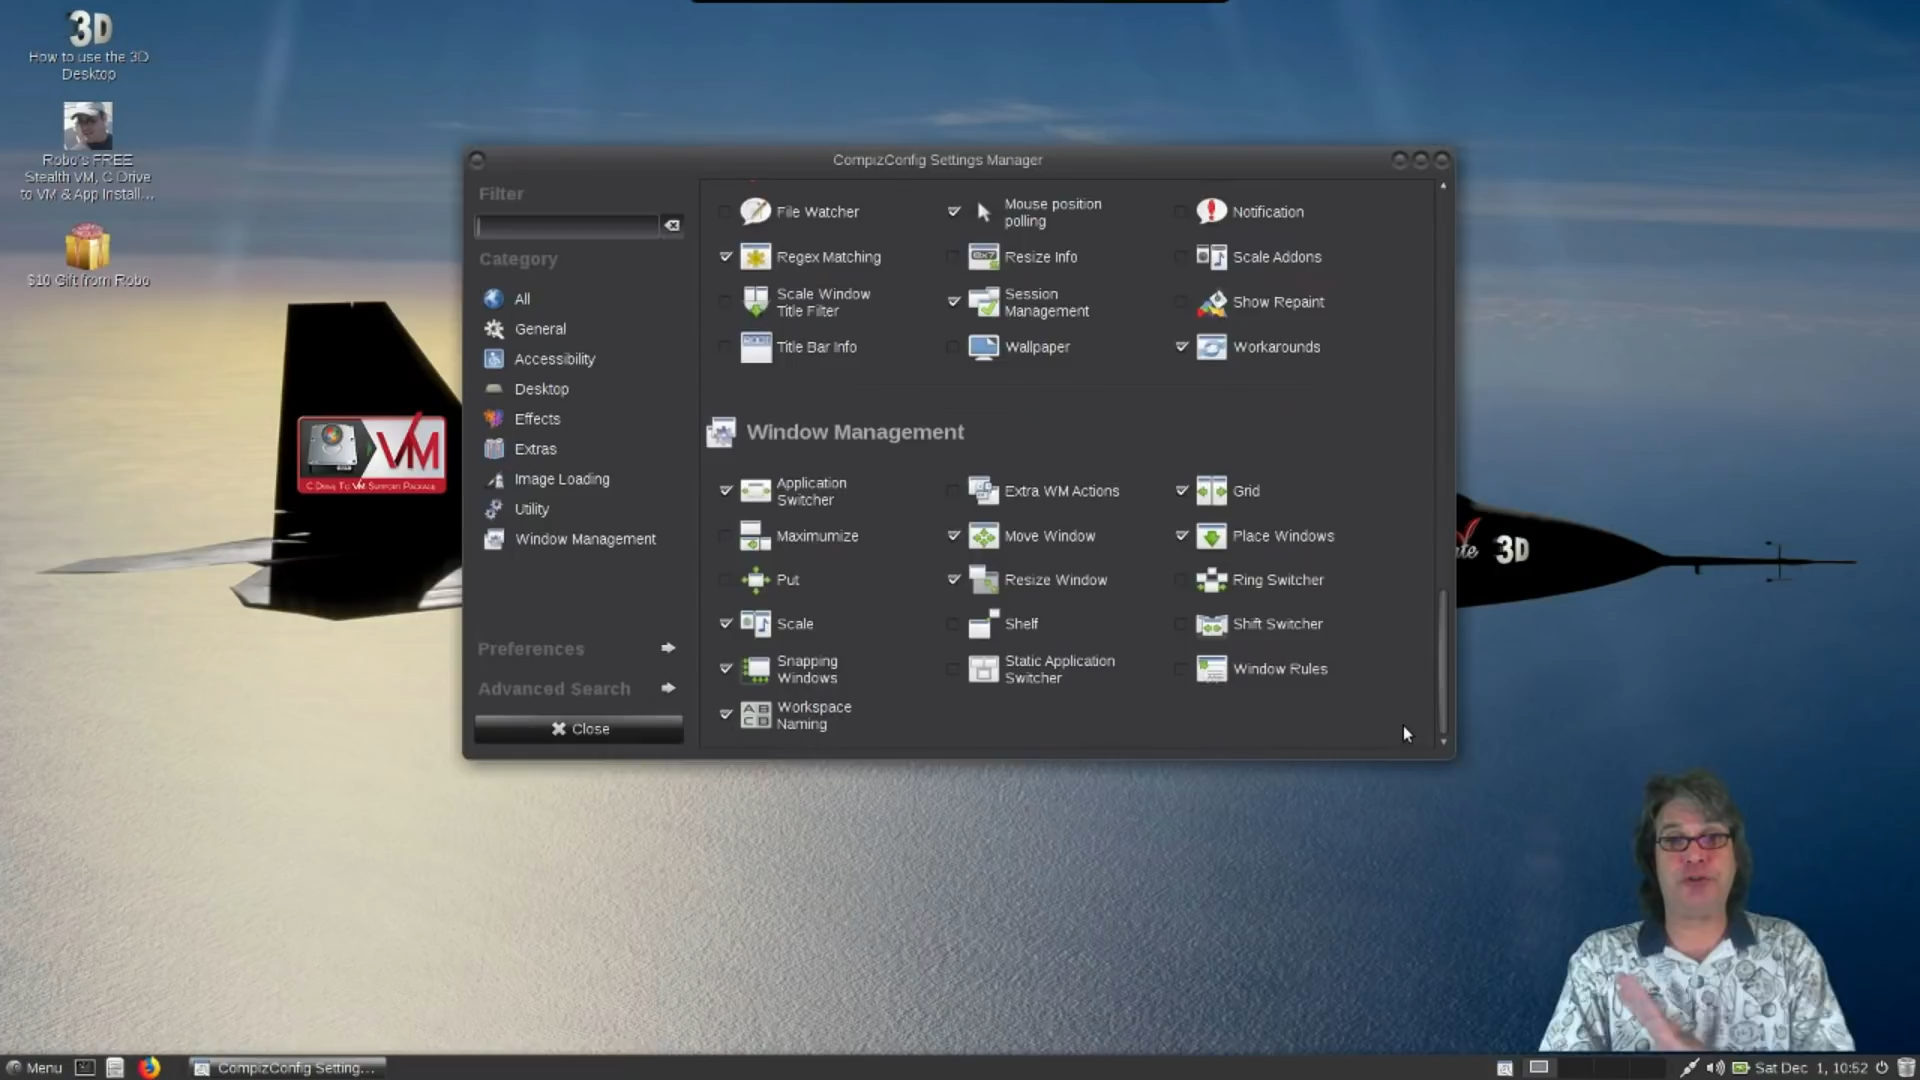 3D
How to use the 3D
Desktop
Robo's FREE
Stealth VM, C Drive
to VM & App Install...
$10 Gift from Robo
CompizConfig Settings Manager
Filter
Category
All
General
Accessibility
Desktop
Effects
Extras
Image Loading
Utility
Window Management
Preferences
Advanced Search
Close
File Watcher
Mouse position
polling
Notification
Regex Matching
Resize Info
Scale Addons
Scale Window
Title Filter
Session
Management
Show Repaint
Title Bar Info
Wallpaper
Workarounds
Window Management
Application
Switcher
Extra WM Actions
Grid
Maximumize
Move Window
Place Windows
Put
Resize Window
Ring Switcher
Scale
Shelf
Shift Switcher
Snapping
Windows
Static Application
Switcher
Window Rules
Workspace
Naming
VM
C Drive To VM Support Package
3D
Menu
CompizConfig Setting...
Sat Dec 1, 10:52